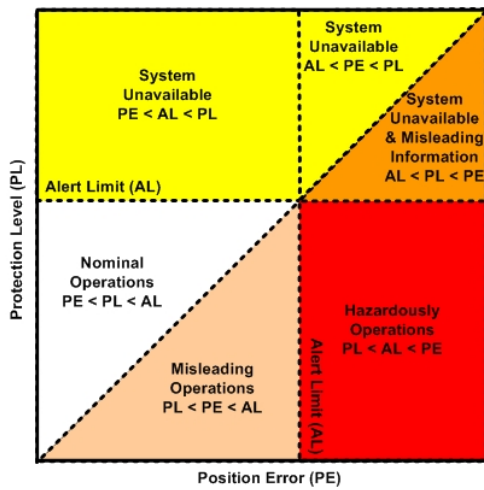 System
Unavailable
PE < AL < PL
System
Unavailable
AL < PE < PL
System
Unavailable
& Misleading
Information
AL < PL < PE
Alert Limit (AL)
Protection Level (PL)
Nominal
Operations
PE < PL < AL
Hazardously
Operations
PL < AL < PE
Misleading
Operations
PL < PE < AL
Alert Limit (AL)
Position Error (PE)